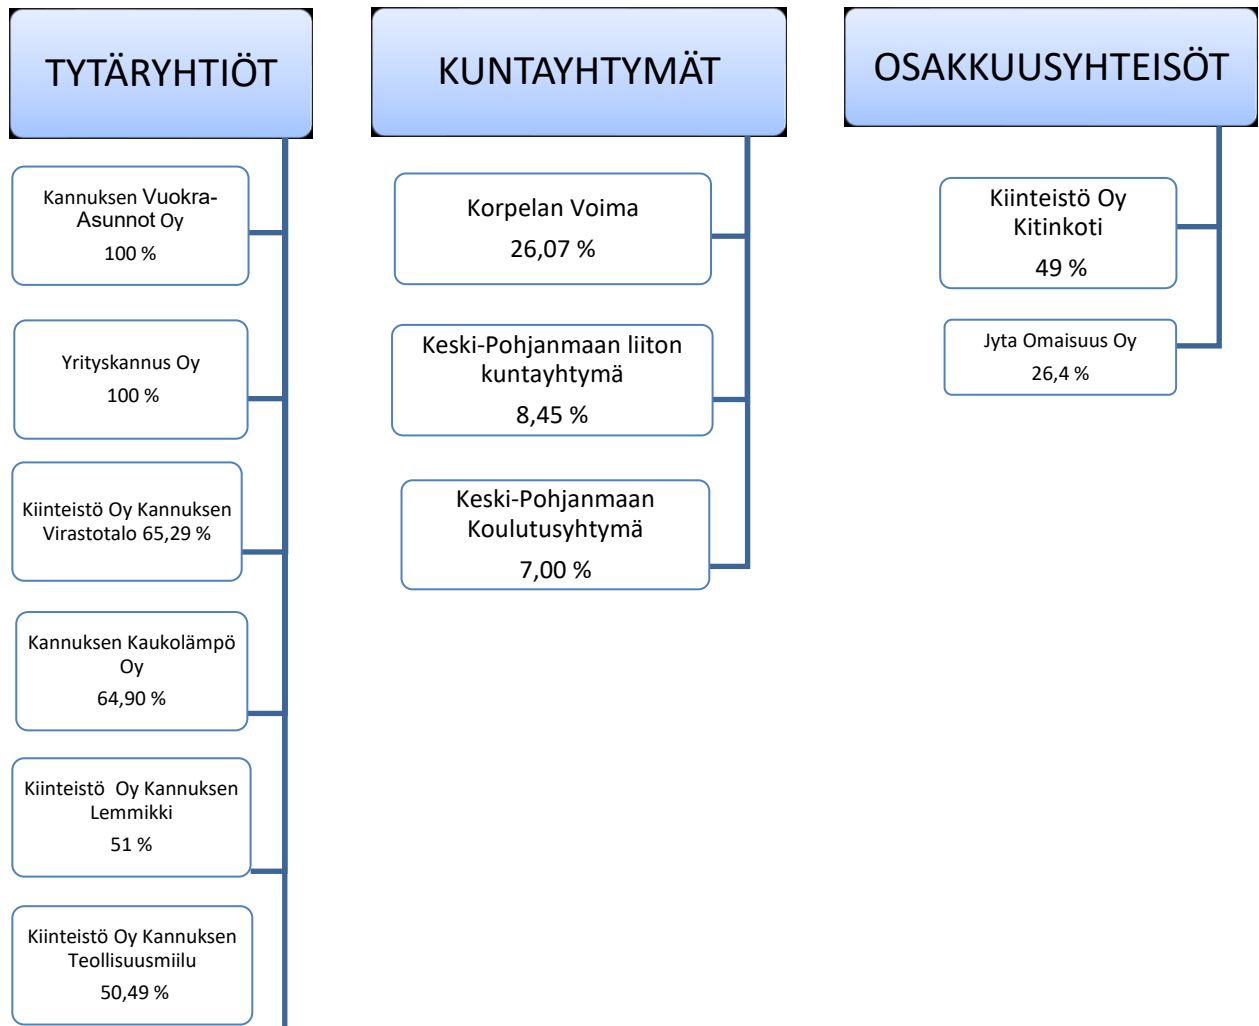 TYTÄRYHTIÖT
Kannuksen Vuokra-
Asunnot Oy
100 %
Yrityskannus Oy
100 %
Kiinteistö Oy Kannuksen
Virastotalo 65,29 %
Kannuksen Kaukolämpö
Oy
64,90 %
Kiinteistö  Oy Kannuksen
Lemmikki
51 %
Kiinteistö Oy Kannuksen
Teollisuusmiilu
50,49 %
KUNTAYHTYMÄT
Korpelan Voima
26,07 %
Keski-Pohjanmaan liiton
kuntayhtymä
8,45 %
Keski-Pohjanmaan
Koulutusyhtymä
7,00 %
OSAKKUUSYHTEISÖT
Kiinteistö Oy
Kitinkoti
49 %
Jyta Omaisuus Oy
26,4 %